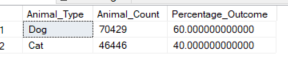 Animal_Type Animal_Count Percentage_Outcome
1 Dog 70429 60.000000000000
2 Cat 46446 40.000000000000